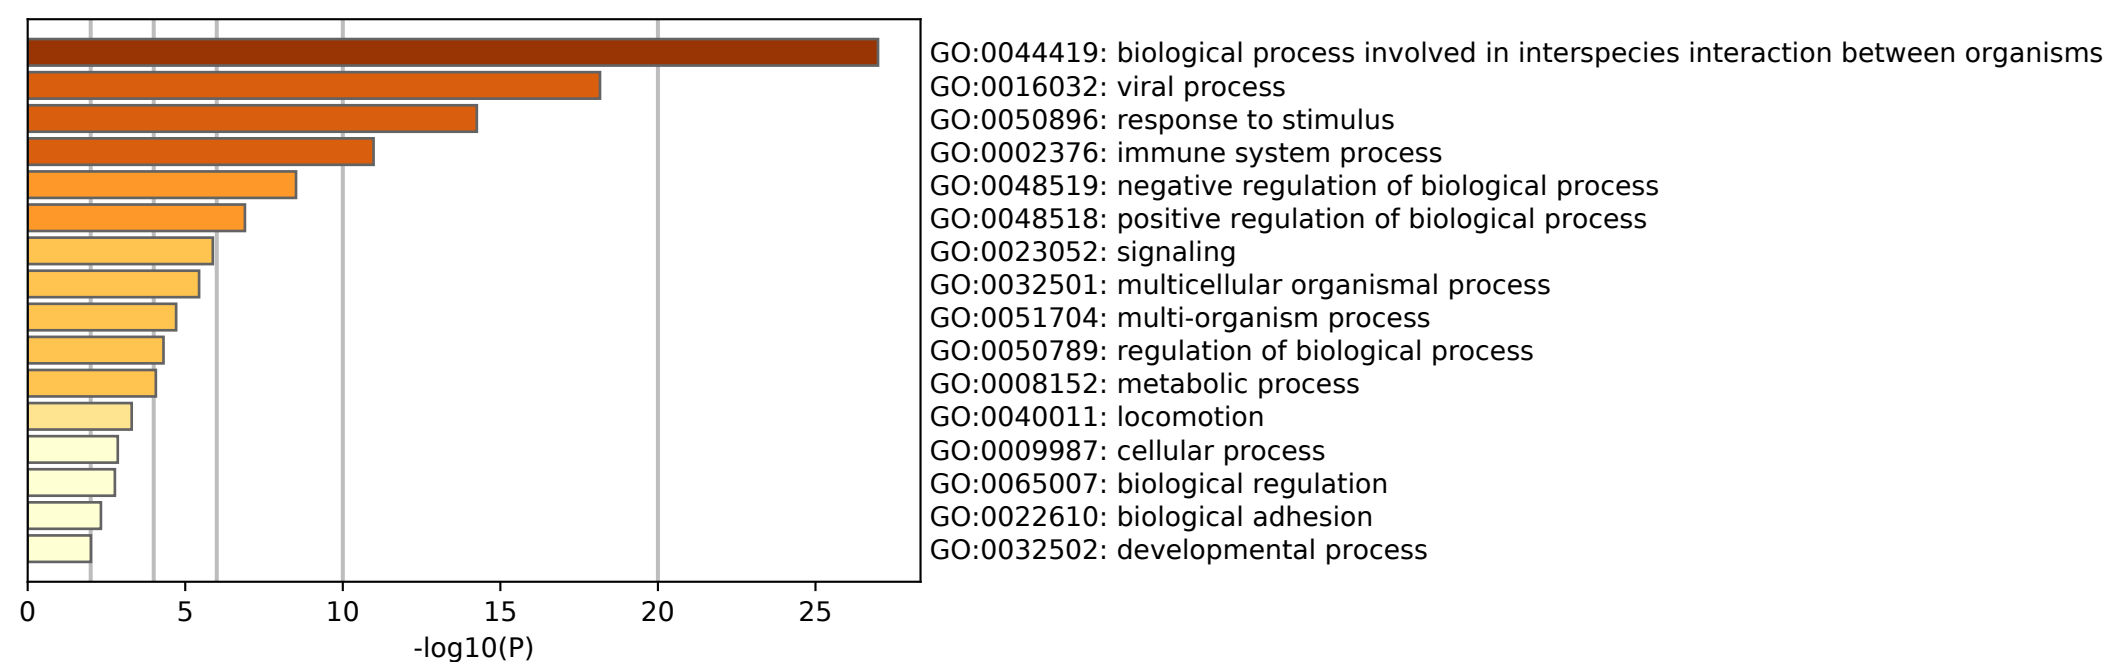 GO:0044419: biological process involved in interspecies interaction between organisms
GO:0016032: viral process
GO:0050896: response to stimulus
GO:0002376: immune system process
GO:0048519: negative regulation of biological process
GO:0048518: positive regulation of biological process
GO:0023052: signaling
GO:0032501: multicellular organismal process
GO:0051704: multi-organism process
GO:0050789: regulation of biological process
GO:0008152: metabolic process
GO:0040011: locomotion
GO:0009987: cellular process
GO:0065007: biological regulation
GO:0022610: biological adhesion
GO:0032502: developmental process
0 5 10 15 20 25
-log10(P)